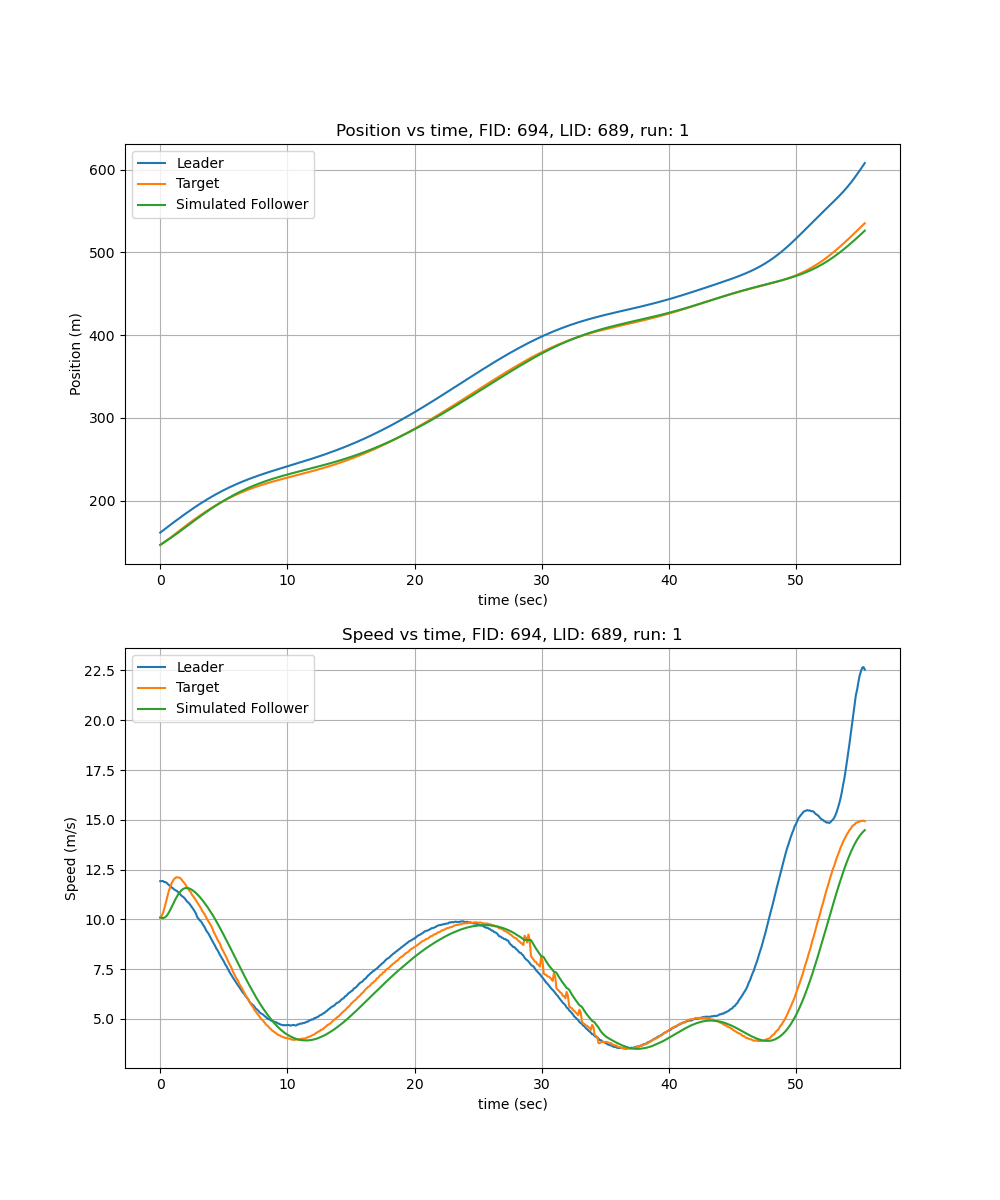 Position vs time, FID: 694, LID: 689, run: 1
Leader
Target
Simulated Follower
600
500
400
300
200
Position (m)
0 10 20 30 40 50
time (sec)
Speed vs time, FID: 694, LID: 689, run: 1
Leader
Target
Simulated Follower
22.5
20.0
17.5
15.0
12.5
10.0
7.5
5.0
Speed (m/s)
0 10 20 30 40 50
time (sec)